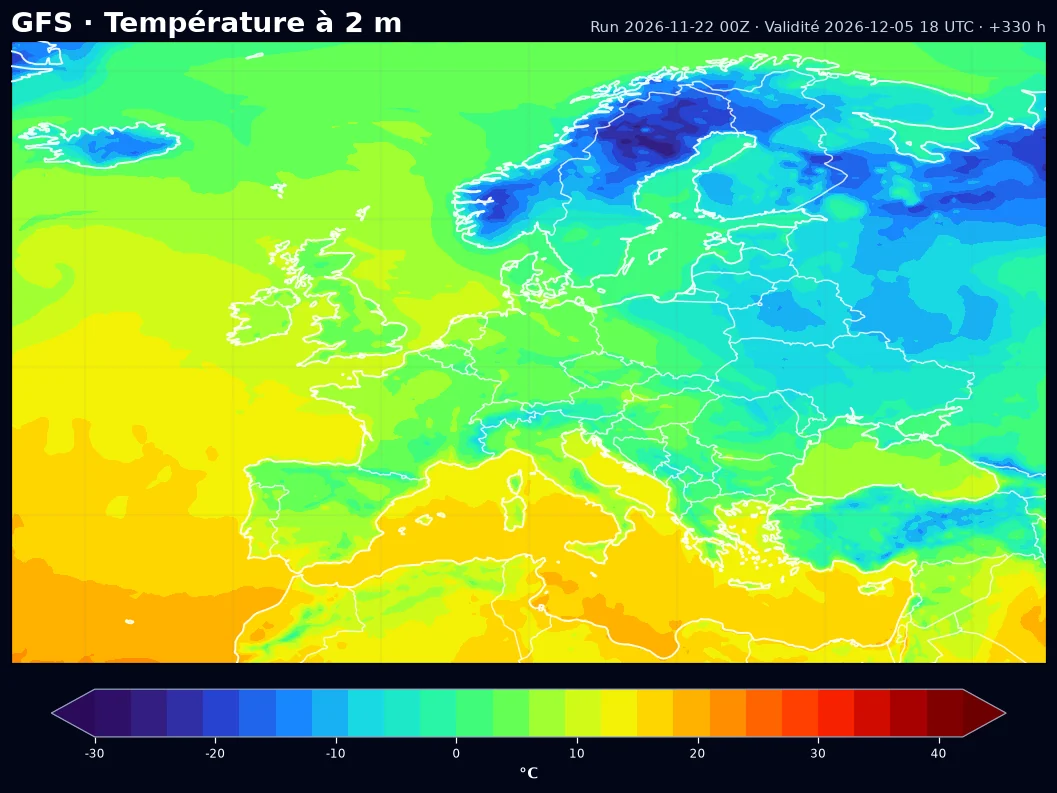 GFS · Température à 2 m
Run 2026-11-22 00Z · Validité 2026-12-05 18 UTC · +330 h
-30 -20 -10 0 10 20 30 40
°C